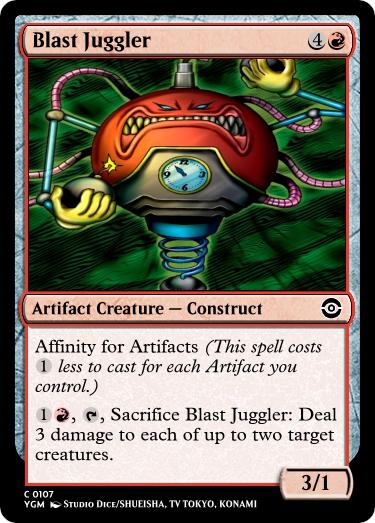 Blast Juggler 4
Artifact Creature — Construct
Affinity for Artifacts (This spell costs
1 less to cast for each Artifact you
control.)
1, , Sacrifice Blast Juggler: Deal
3 damage to each of up to two target
creatures.
3/1
C 0107
YGM Studio Dice/SHUEISHA, TV TOKYO, KONAMI